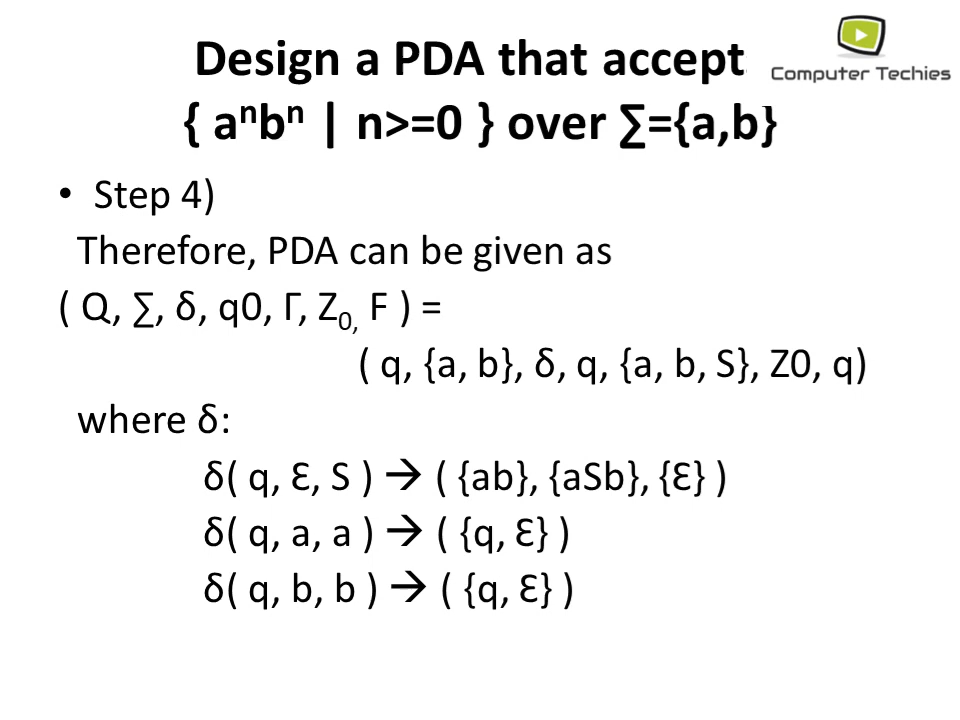 Design a PDA that accept
Computer Techies
{ aⁿbⁿ | n>=0 } over ∑={a,b}
• Step 4)
Therefore, PDA can be given as
( Q, ∑, δ, q0, Γ, Z₀, F ) =
( q, {a, b}, δ, q, {a, b, S}, Z0, q)
where δ:
δ( q, Ɛ, S ) → ( {ab}, {aSb}, {Ɛ} )
δ( q, a, a ) → ( {q, Ɛ} )
δ( q, b, b ) → ( {q, Ɛ} )